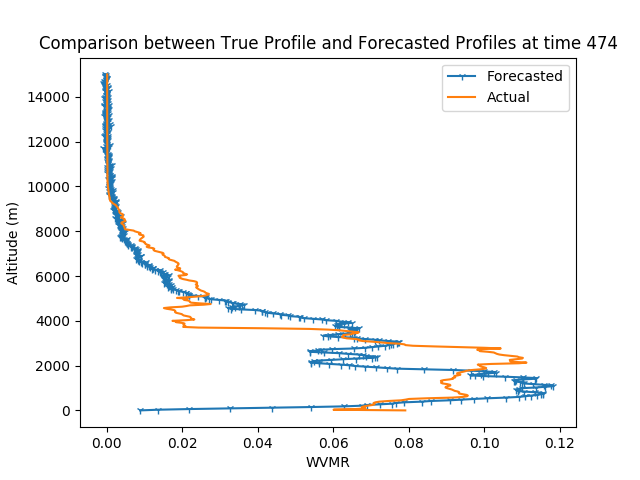 Comparison between True Profile and Forecasted Profiles at time 474
Forecasted
Actual
14000
12000
10000
8000
6000
4000
2000
0
Altitude (m)
0.00 0.02 0.04 0.06 0.08 0.10 0.12
WVMR